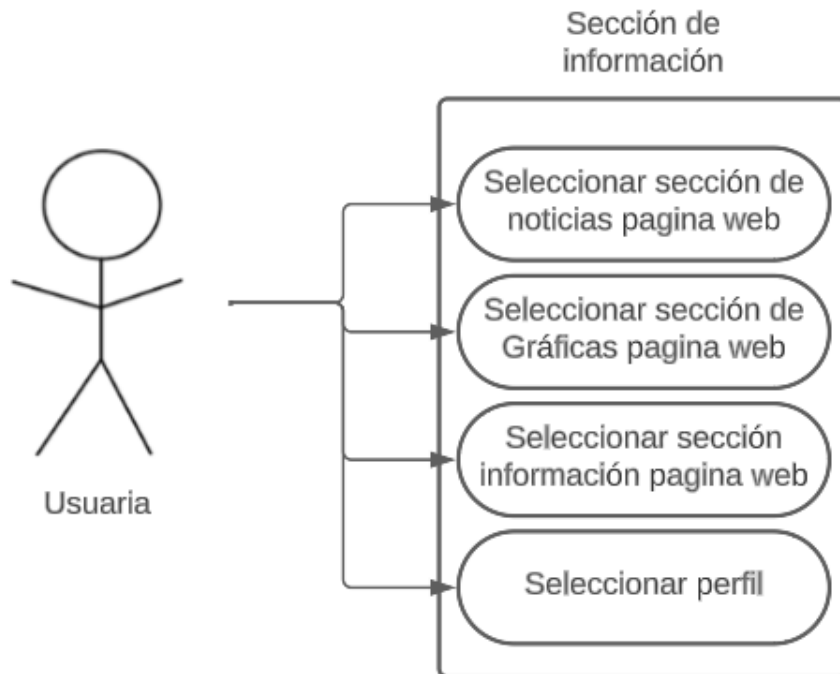 Sección de
información
Seleccionar sección de
noticias pagina web
Seleccionar sección de
Gráficas pagina web
Seleccionar sección
información pagina web
Usuaria
Seleccionar perfil